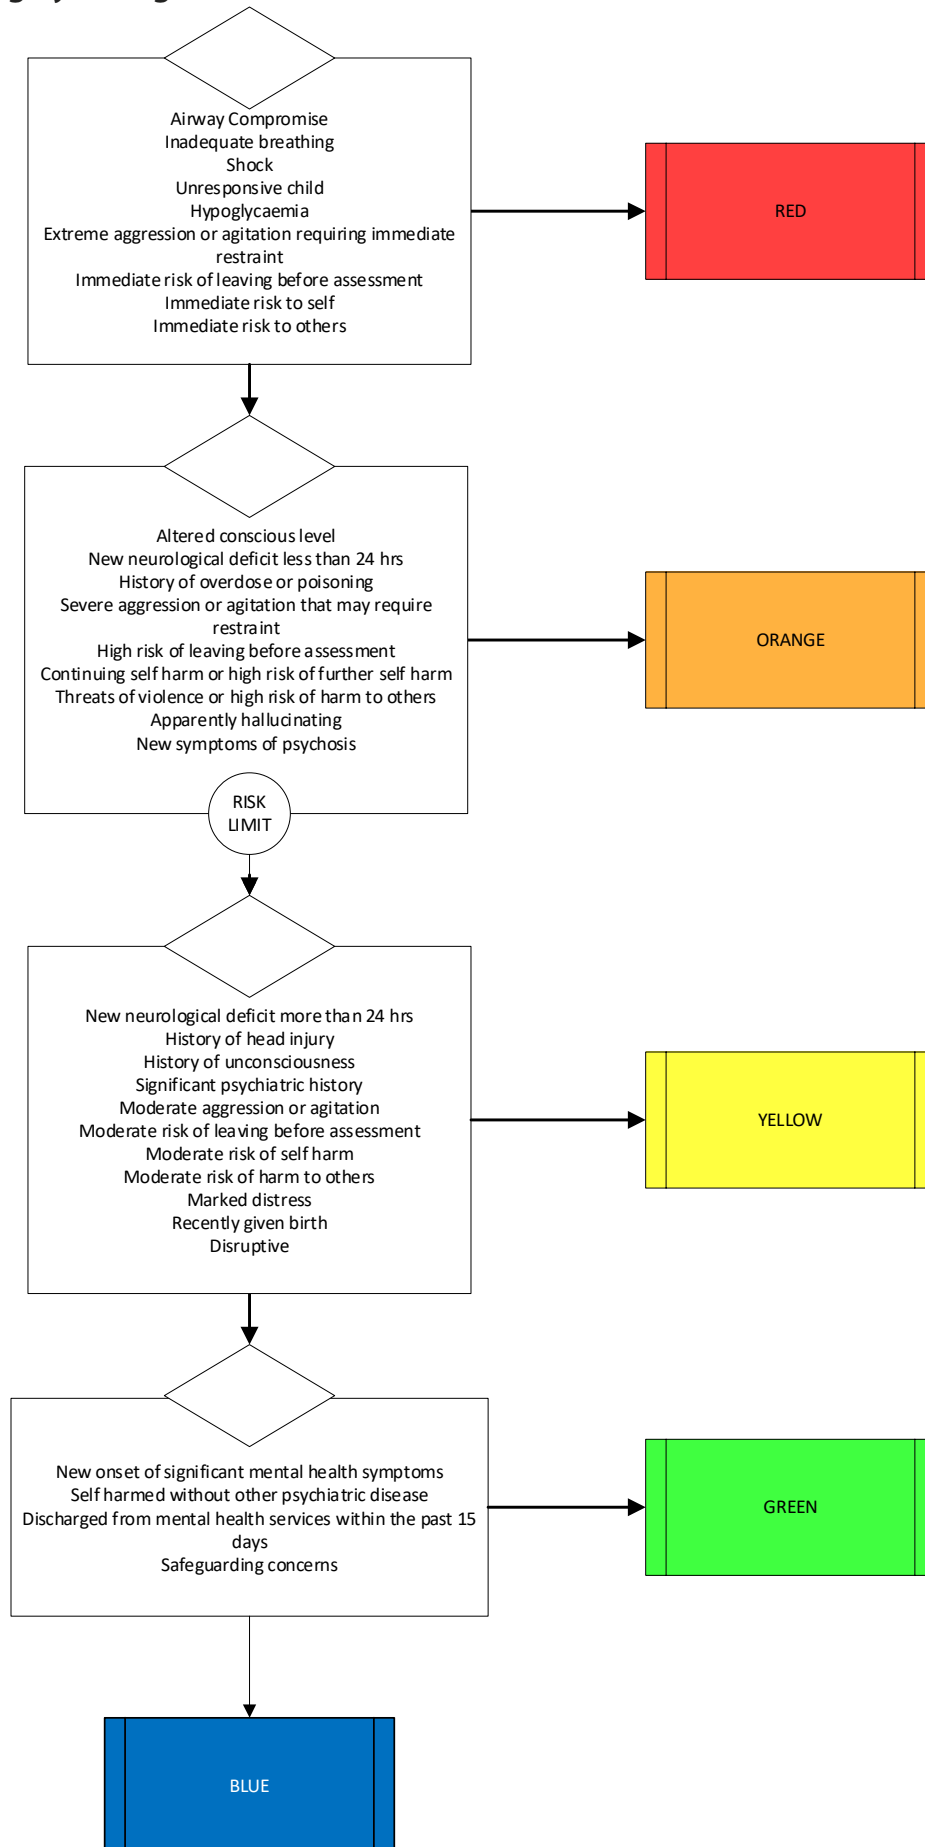 Airway Compromise
Inadequate breathing
Shock
Unresponsive child
Hypoglycaemia
Extreme aggression or agitation requiring immediate
restraint
Immediate risk of leaving before assessment
Immediate risk to self
Immediate risk to others
RED
Altered conscious level
New neurological deficit less than 24 hrs
History of overdose or poisoning
Severe aggression or agitation that may require
restraint
High risk of leaving before assessment
Continuing self harm or high risk of further self harm
Threats of violence or high risk of harm to others
Apparently hallucinating
New symptoms of psychosis
ORANGE
RISK
LIMIT
New neurological deficit more than 24 hrs
History of head injury
History of unconsciousness
Significant psychiatric history
Moderate aggression or agitation
Moderate risk of leaving before assessment
Moderate risk of self harm
Moderate risk of harm to others
Marked distress
Recently given birth
Disruptive
YELLOW
New onset of significant mental health symptoms
Self harmed without other psychiatric disease
Discharged from mental health services within the past 15
days
Safeguarding concerns
GREEN
BLUE